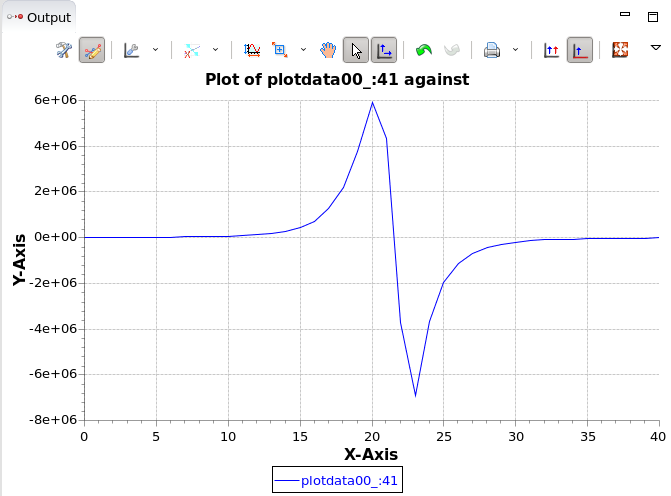 Output
Plot of plotdata00_:41 against
6e+06
4e+06
2e+06
0e+00
-2e+06
-4e+06
-6e+06
-8e+06
Y-Axis
0 5 10 15 20 25 30 35 40
X-Axis
plotdata00_:41